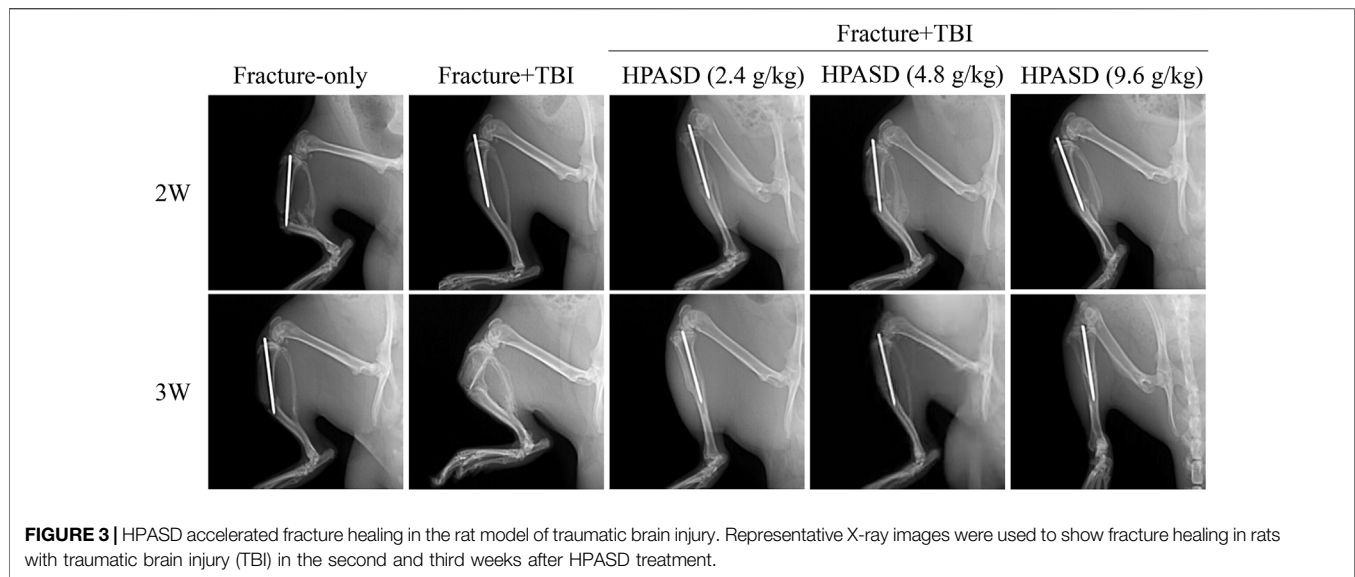 Fracture+TBI
Fracture-only Fracture+TBI HPASD (2.4 g/kg) HPASD (4.8 g/kg) HPASD (9.6 g/kg)
2W
3W
FIGURE 3 | HPASD accelerated fracture healing in the rat model of traumatic brain injury. Representative X-ray images were used to show fracture healing in rats
with traumatic brain injury (TBI) in the second and third weeks after HPASD treatment.